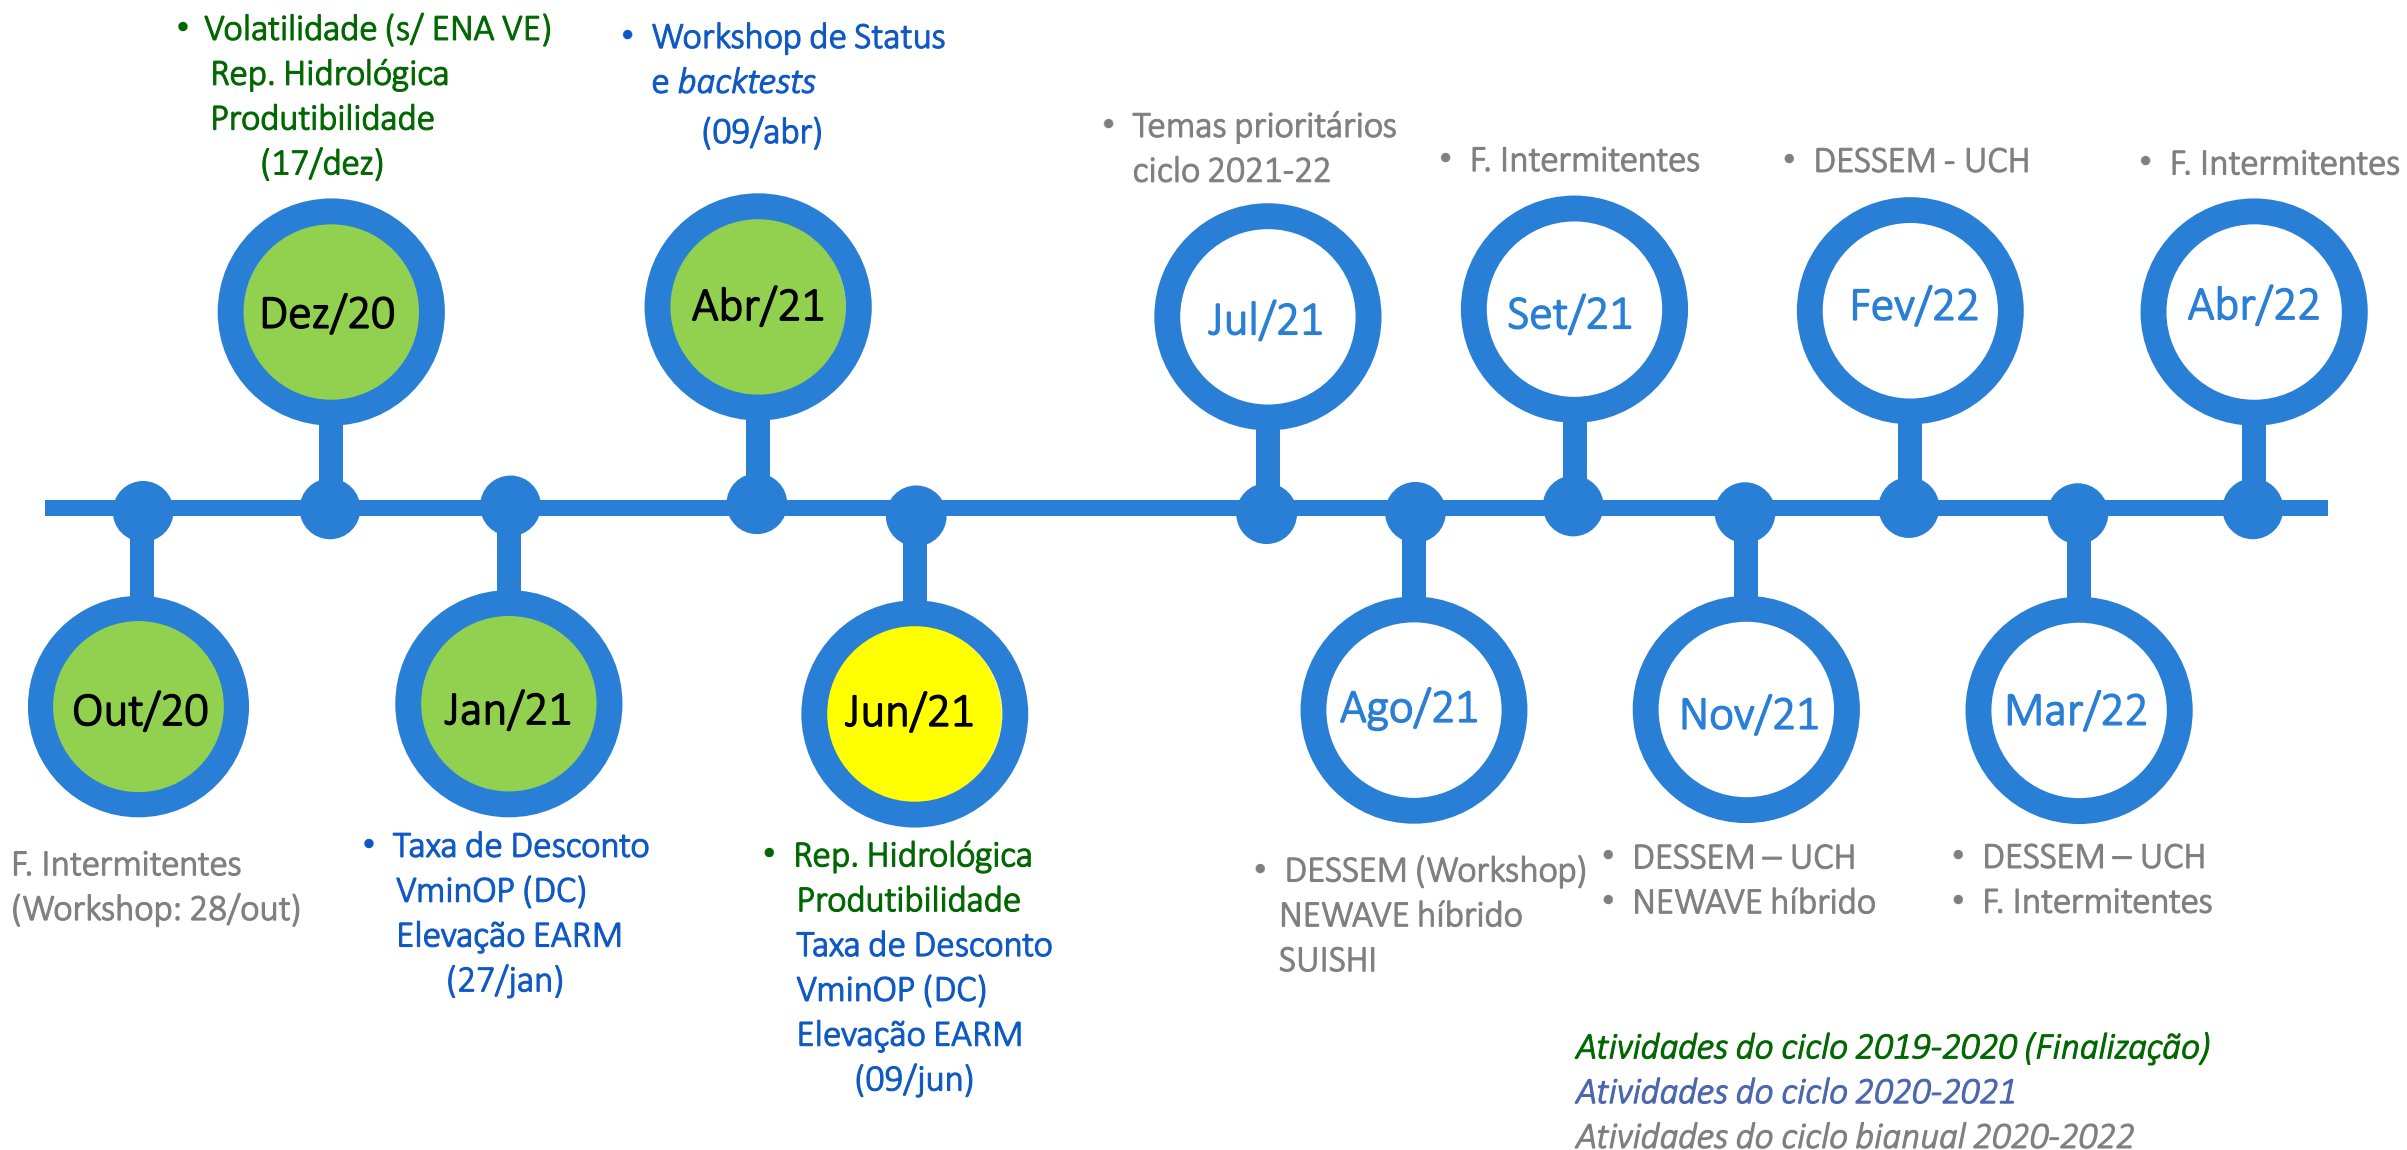 • Volatilidade (s/ ENA VE)
Rep. Hidrológica
Produtibilidade
(17/dez)
• Workshop de Status
e backtests
(09/abr)
• Temas prioritários
ciclo 2021-22
• F. Intermitentes
• DESSEM - UCH
• F. Intermitentes
Dez/20
Abr/21
Jul/21
Set/21
Fev/22
Abr/22
Out/20
Jan/21
Jun/21
Ago/21
Nov/21
Mar/22
F. Intermitentes
(Workshop: 28/out)
• Taxa de Desconto
VminOP (DC)
Elevação EARM
(27/jan)
• Rep. Hidrológica
Produtibilidade
Taxa de Desconto
VminOP (DC)
Elevação EARM
(09/jun)
• DESSEM (Workshop)
NEWAVE híbrido
SUISHI
• DESSEM – UCH
• NEWAVE híbrido
• DESSEM – UCH
• F. Intermitentes
Atividades do ciclo 2019-2020 (Finalização)
Atividades do ciclo 2020-2021
Atividades do ciclo bianual 2020-2022